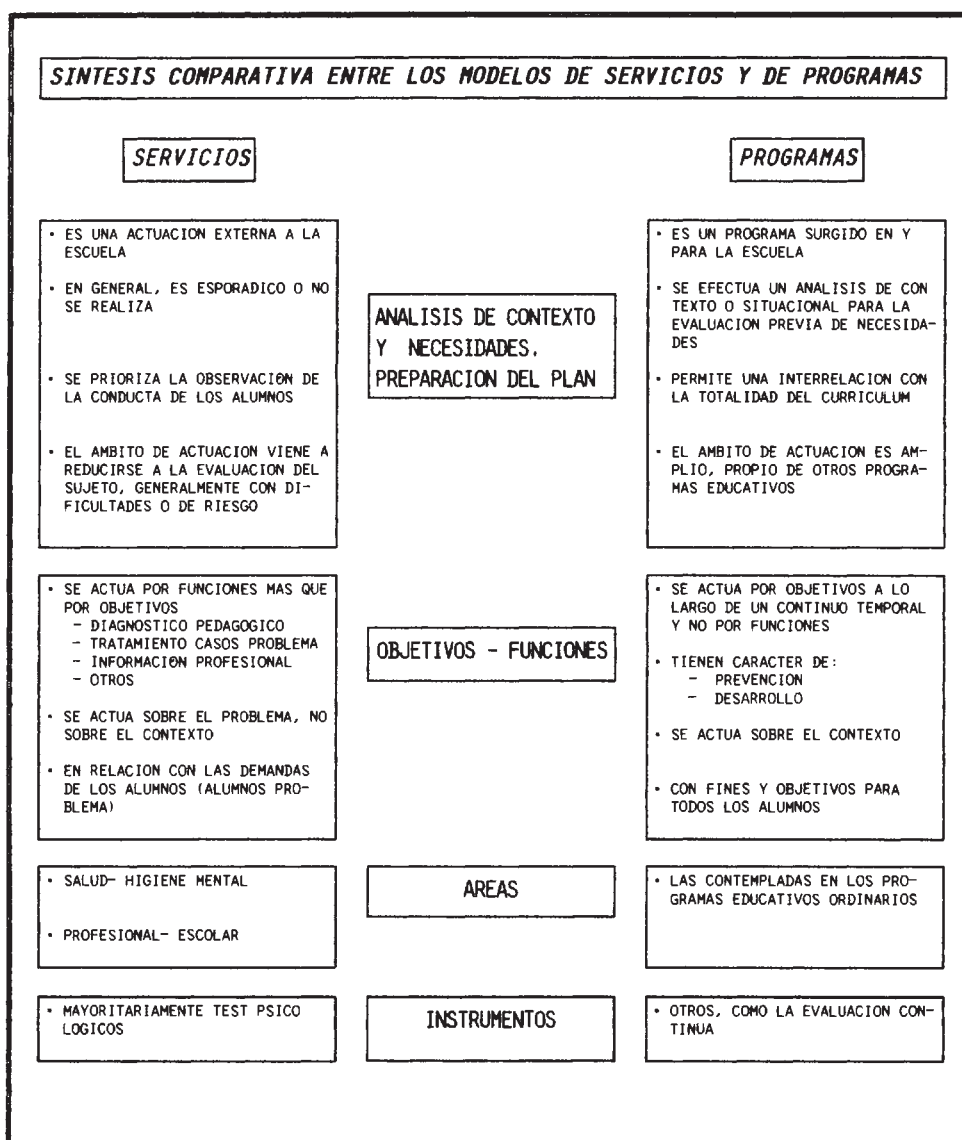 SINTESIS COMPARATIVA ENTRE LOS MODELOS DE SERVICIOS Y DE PROGRAMAS
SERVICIOS
PROGRAMAS
· ES UNA ACTUACION EXTERNA A LA
ESCUELA
· EN GENERAL, ES ESPORADICO O NO
SE REALIZA
· SE PRIORIZA LA OBSERVACION DE
LA CONDUCTA DE LOS ALUMNOS
· EL AMBITO DE ACTUACION VIENE A
REDUCIRSE A LA EVALUACION DEL
SUJETO, GENERALMENTE CON DI-
FICULTADES O DE RIESGO
ANALISIS DE CONTEXTO
Y NECESIDADES.
PREPARACION DEL PLAN
· ES UN PROGRAMA SURGIDO EN Y
PARA LA ESCUELA
· SE EFECTUA UN ANALISIS DE CON
TEXTO O SITUACIONAL PARA LA
EVALUACION PREVIA DE NECESIDA-
DES
· PERMITE UNA INTERRELACION CON
LA TOTALIDAD DEL CURRICULUM
· EL AMBITO DE ACTUACION ES AM-
PLIO, PROPIO DE OTROS PROGRA-
MAS EDUCATIVOS
· SE ACTUA POR FUNCIONES MAS QUE
POR OBJETIVOS
- DIAGNOSTICO PEDAGOGICO
- TRATAMIENTO CASOS PROBLEMA
- INFORMACION PROFESIONAL
- OTROS
· SE ACTUA SOBRE EL PROBLEMA, NO
SOBRE EL CONTEXTO
· EN RELACION CON LAS DEMANDAS
DE LOS ALUMNOS (ALUMNOS PRO-
BLEMA)
OBJETIVOS - FUNCIONES
· SE ACTUA POR OBJETIVOS A LO
LARGO DE UN CONTINUO TEMPORAL
Y NO POR FUNCIONES
· TIENEN CARACTER DE:
- PREVENCION
- DESARROLLO
· SE ACTUA SOBRE EL CONTEXTO
· CON FINES Y OBJETIVOS PARA
TODOS LOS ALUMNOS
· SALUD- HIGIENE MENTAL
· PROFESIONAL- ESCOLAR
AREAS
· LAS CONTEMPLADAS EN LOS PRO-
GRAMAS EDUCATIVOS ORDINARIOS
· MAYORITARIAMENTE TEST PSICO
LOGICOS
INSTRUMENTOS
· OTROS, COMO LA EVALUACION CON-
TINUA